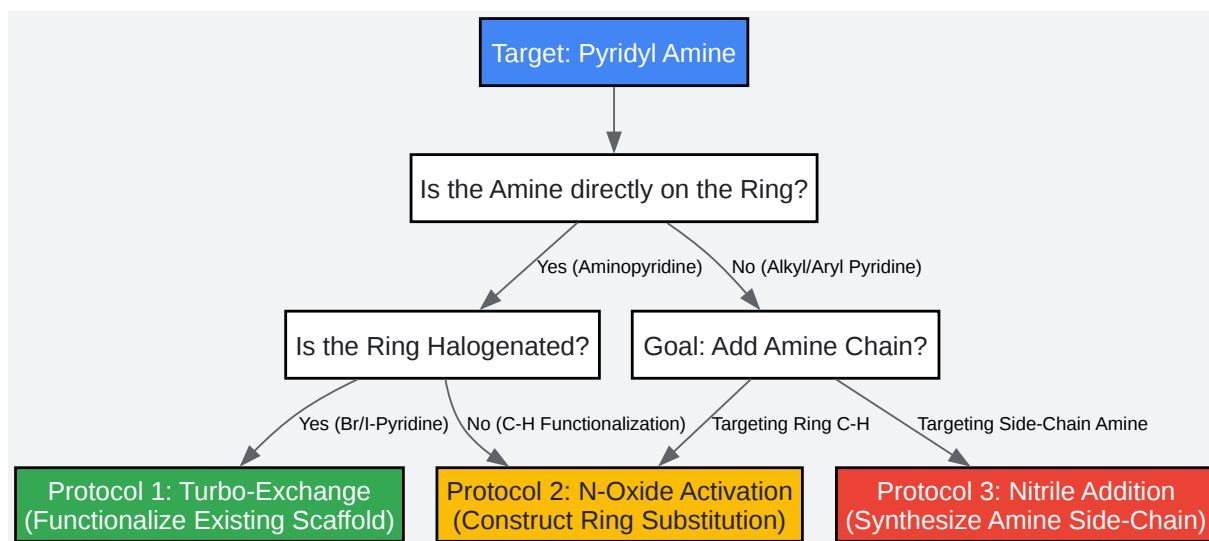 Target: Pyridyl Amine
Is the Amine directly on the Ring?
Yes (Aminopyridine)
No (Alkyl/Aryl Pyridine)
Is the Ring Halogenated?
Goal: Add Amine Chain?
Yes (Br/I-Pyridine)
No (C-H Functionalization)
Targeting Ring C-H
Targeting Side-Chain Amine
Protocol 1: Turbo-Exchange
(Functionalize Existing Scaffold)
Protocol 2: N-Oxide Activation
(Construct Ring Substitution)
Protocol 3: Nitrile Addition
(Synthesize Amine Side-Chain)